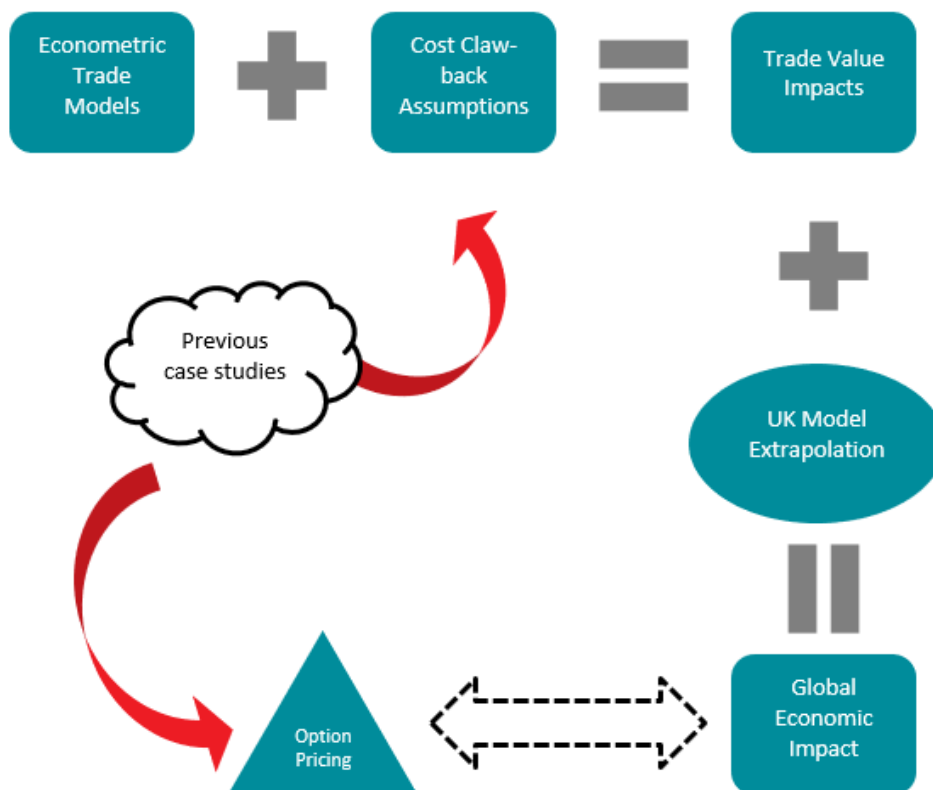 Econometric
Trade
Models
Cost Claw-
back
Assumptions
Trade Value
Impacts
Previous
case studies
UK Model
Extrapolation
Option
Pricing
Global
Economic
Impact